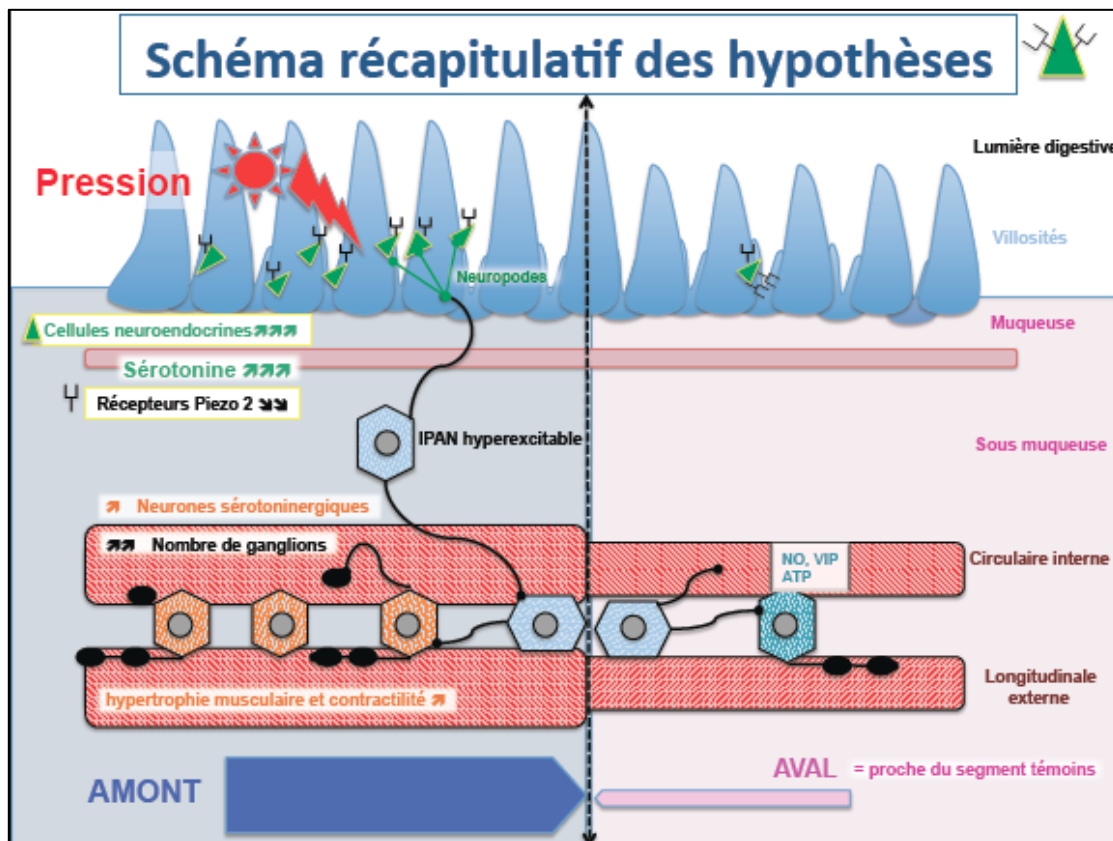 Schéma récapitulatif des hypothèses
Lumière digestive
Pression
Villosités
Neuropodes
Muqueuse
Cellules neuroendocrines ↗↗↗
Sérotonine ↗↗↗
Récepteurs Piezo 2 ↘↘
IPAN hyperexcitable
Sous muqueuse
↗ Neurones sérotoninergiques
↗↗ Nombre de ganglions
NO, VIP
ATP
Circulaire interne
hypertrophie musculaire et contractilité ↗
Longitudinale
externe
AMONT
AVAL = proche du segment témoins